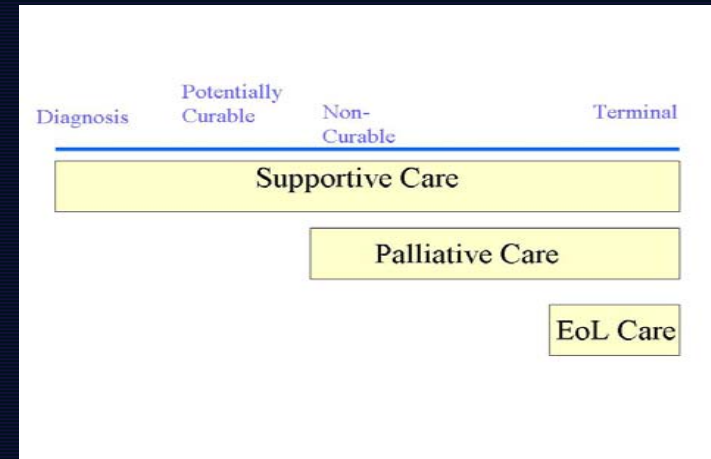 Diagnosis
Potentially
Curable
Non-
Curable
Terminal
Supportive Care
Palliative Care
EoL Care